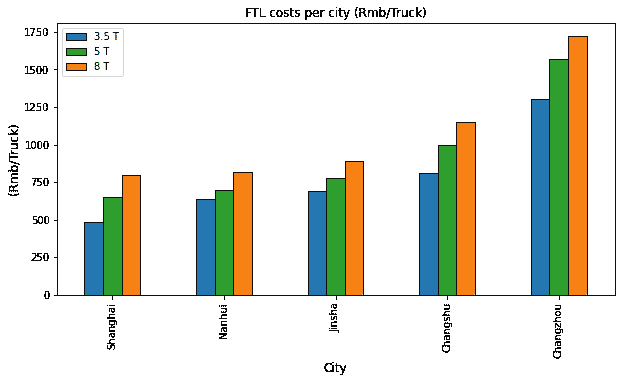 FTL costs per city (Rmb/Truck)
3.5 T
5 T
8 T
(Rmb/Truck)
1750
1500
1250
1000
750
500
250
0
Shanghai
Nanhui
Jinsha
Changshu
Changzhou
City